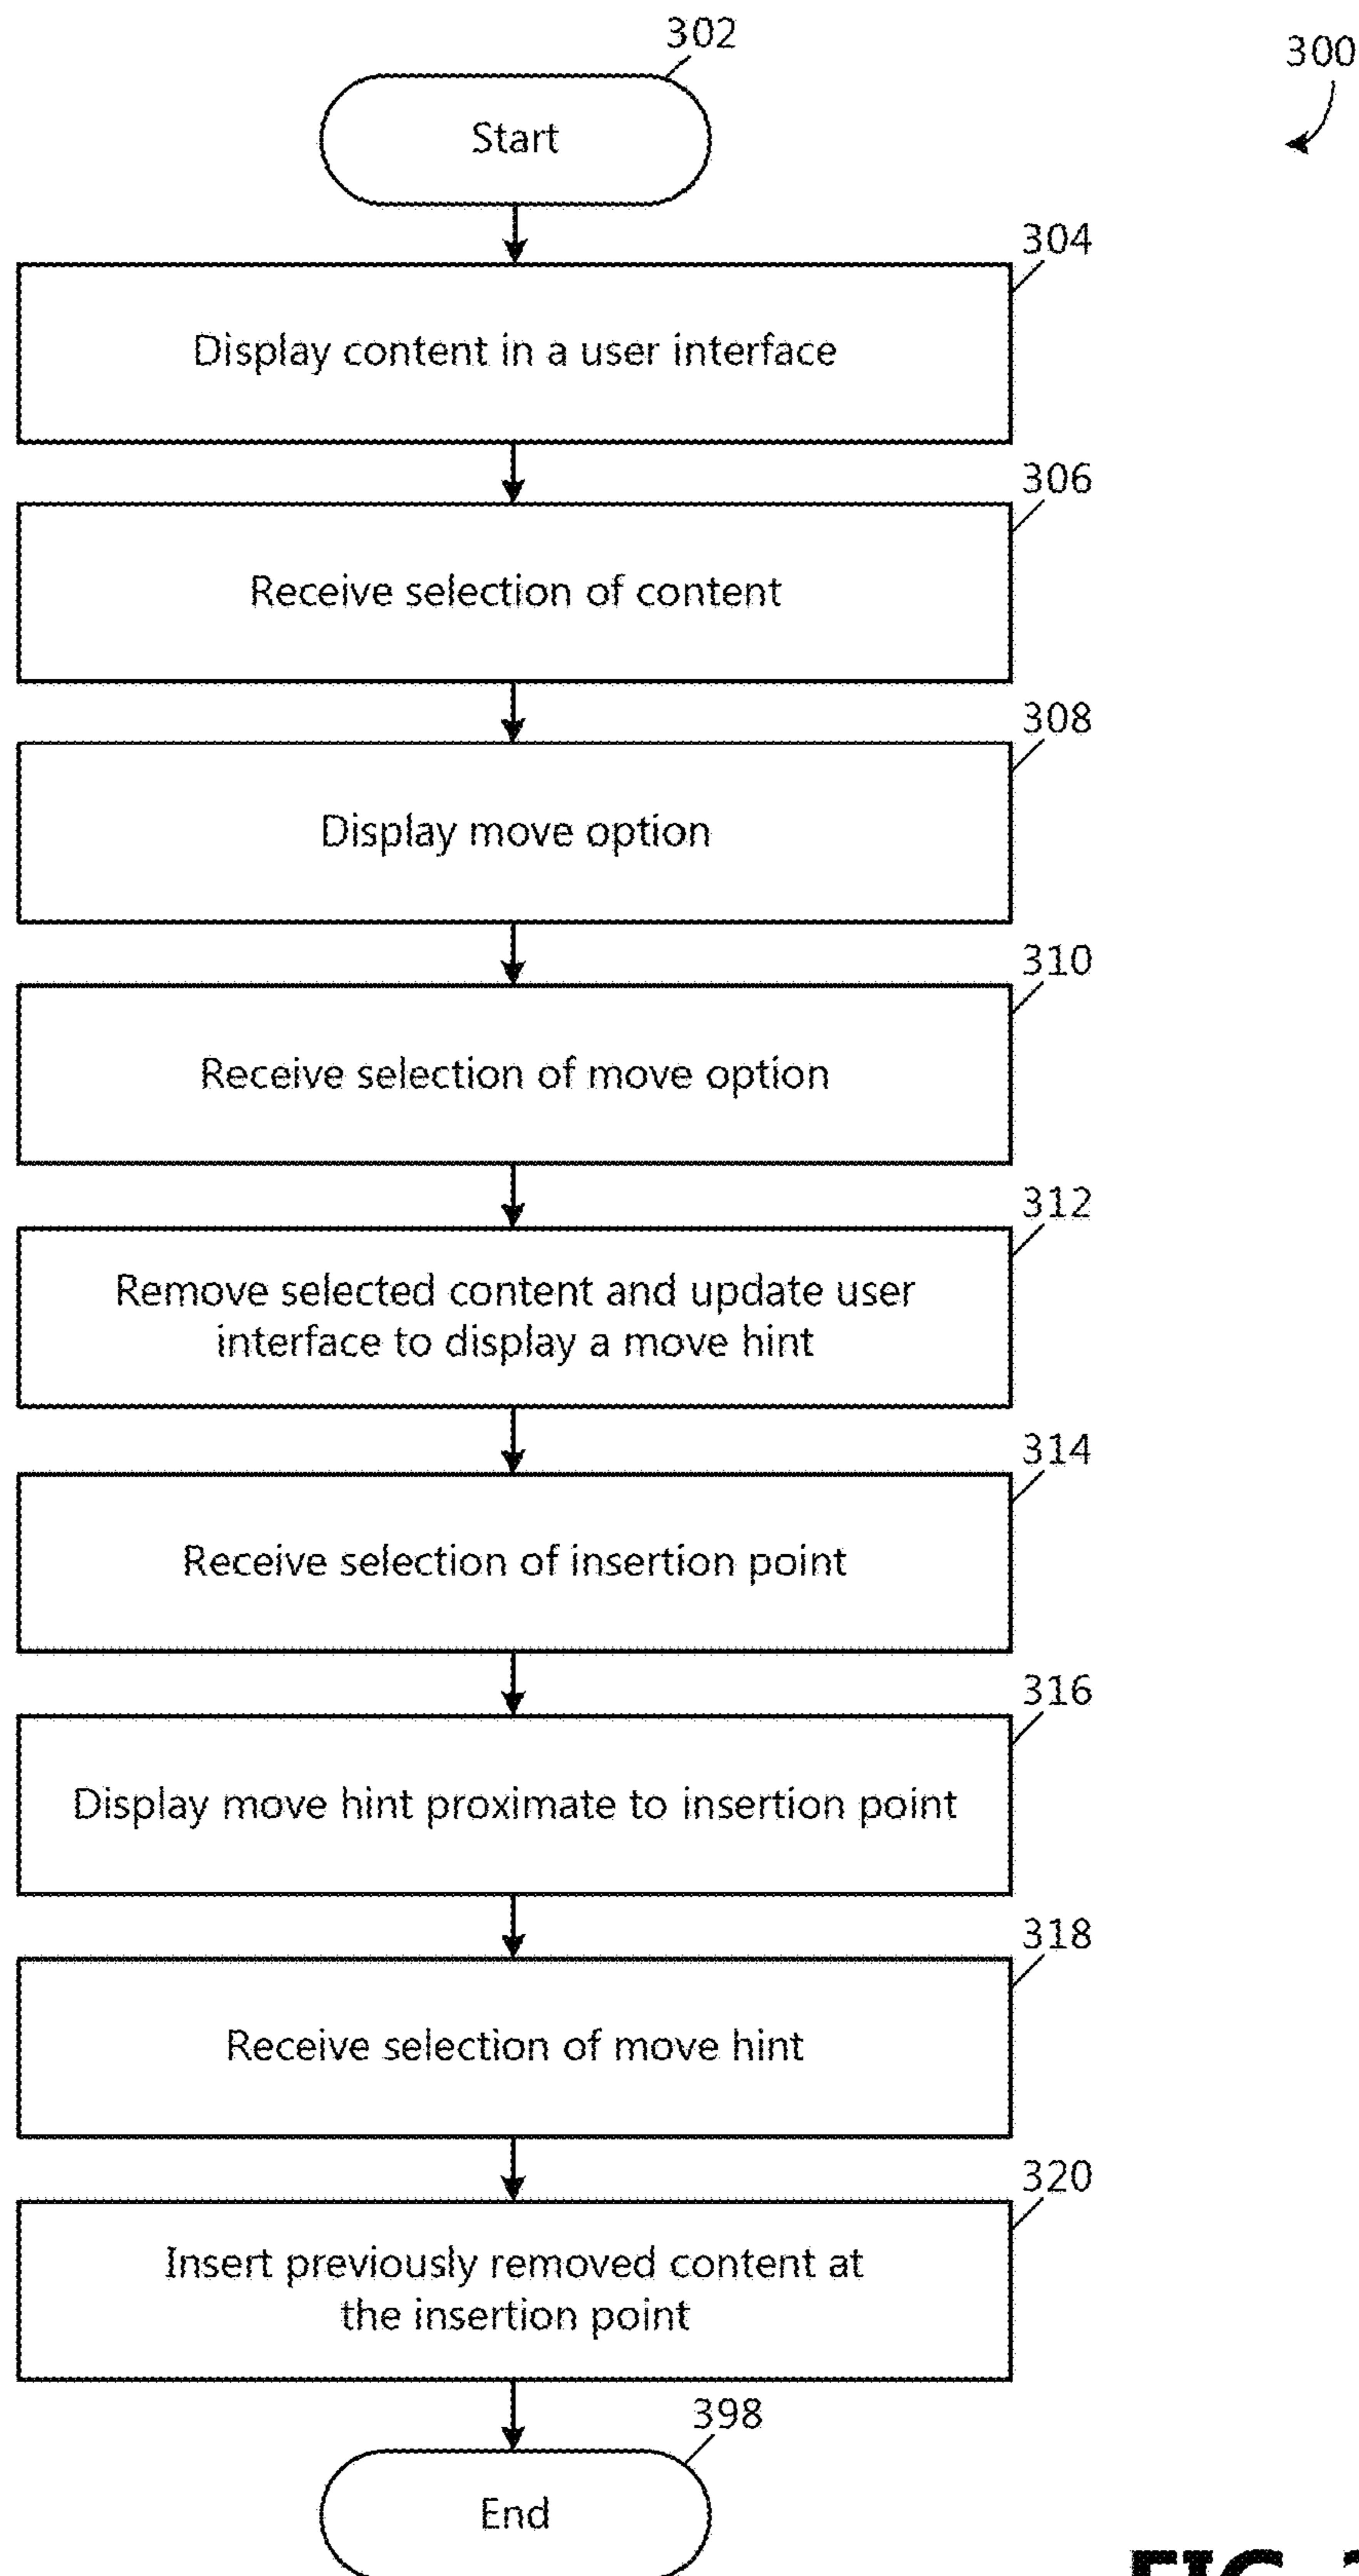 302
300
Start
304
Display content in a user interface
306
Receive selection of content
308
Display move option
310
Receive selection of move option
312
Remove selected content and update user
interface to display a move hint
314
Receive selection of insertion point
316
Display move hint proximate to insertion point
318
Receive selection of move hint
320
Insert previously removed content at
the insertion point
398
End
FIG.